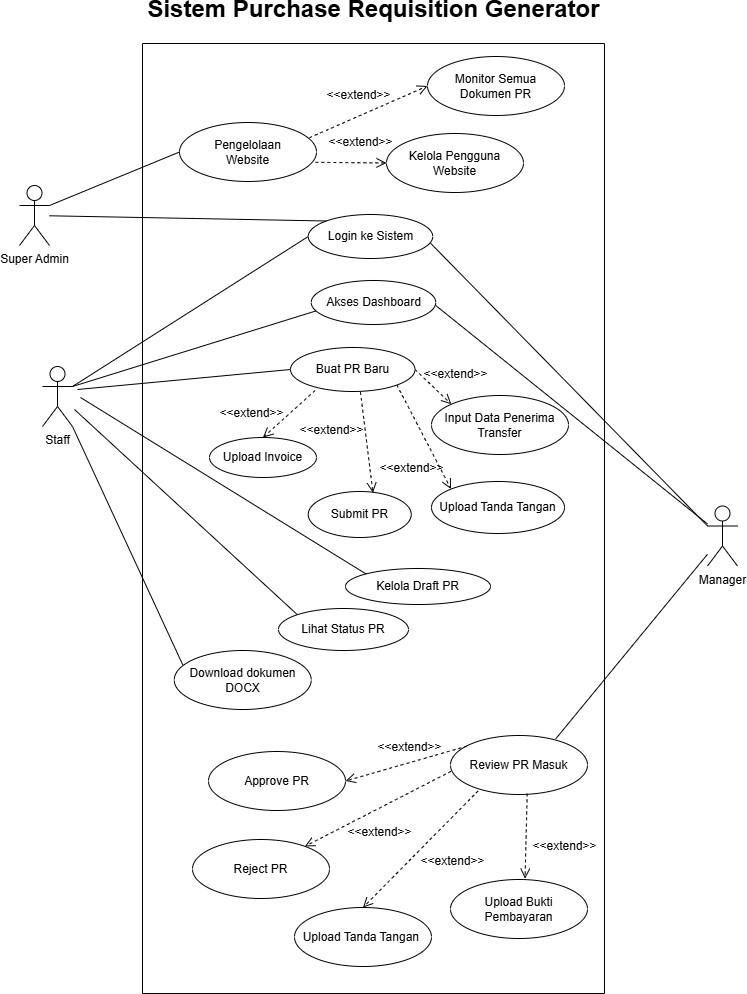 Sistem Purchase Requisition Generator
Monitor Semua
Dokumen PR
<<extend>>
Pengelolaan
Website
<<extend>>
Kelola Pengguna
Website
Super Admin
Login ke Sistem
Akses Dashboard
Buat PR Baru
<<extend>>
Staff
<<extend>>
Input Data Penerima
Transfer
<<extend>>
Upload Invoice
<<extend>>
Submit PR
Upload Tanda Tangan
Manager
Kelola Draft PR
Lihat Status PR
Download dokumen
DOCX
<<extend>>
Review PR Masuk
Approve PR
<<extend>>
<<extend>>
<<extend>>
Reject PR
Upload Bukti
Pembayaran
Upload Tanda Tangan